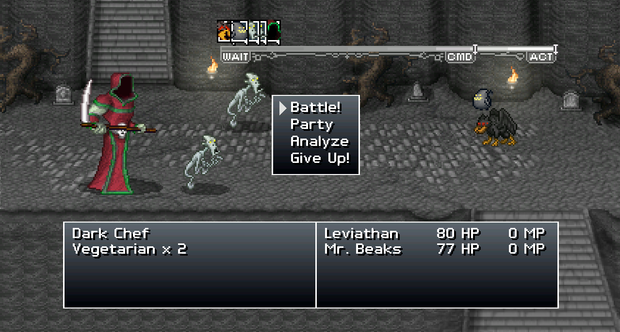 WAIT CMD ACT
Battle!
Party
Analyze
Give Up!
Dark Chef
Vegetarian x 2
Leviathan 80 HP 0 MP
Mr. Beaks 77 HP 0 MP